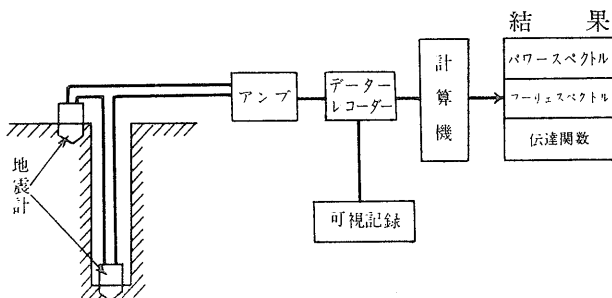 結果
パワースペクトル
フーリェスペクトル
伝達関数
計算機
データー
レコーダー
アンプ
可視記録
地震計